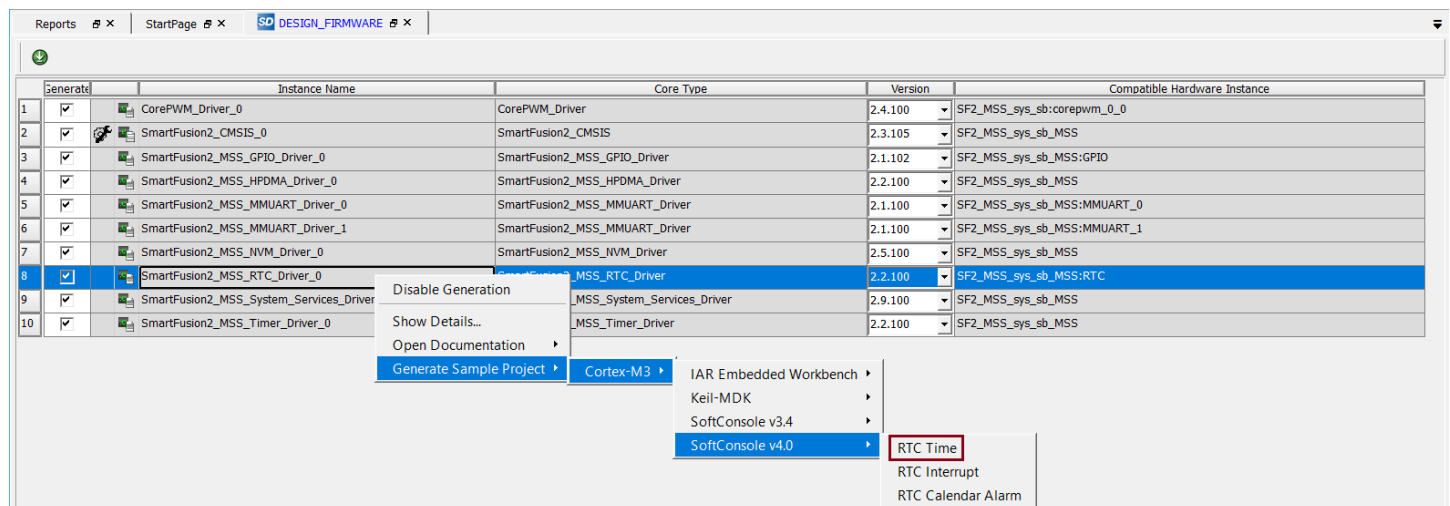 Reports StartPage SD DESIGN_FIRMWARE
Generate Instance Name Core Type Version Compatible Hardware Instance
1 CorePWM_Driver_0 CorePWM_Driver 2.4.100 SF2_MSS_sys_sb:corepwm_0_0
2 SmartFusion2_CMSIS_0 SmartFusion2_CMSIS 2.3.105 SF2_MSS_sys_sb_MSS
3 SmartFusion2_MSS_GPIO_Driver_0 SmartFusion2_MSS_GPIO_Driver 2.1.102 SF2_MSS_sys_sb_MSS:GPIO
4 SmartFusion2_MSS_HPDMA_Driver_0 SmartFusion2_MSS_HPDMA_Driver 2.2.100 SF2_MSS_sys_sb_MSS
5 SmartFusion2_MSS_MMUART_Driver_0 SmartFusion2_MSS_MMUART_Driver 2.1.100 SF2_MSS_sys_sb_MSS:MMUART_0
6 SmartFusion2_MSS_MMUART_Driver_1 SmartFusion2_MSS_MMUART_Driver 2.1.100 SF2_MSS_sys_sb_MSS:MMUART_1
7 SmartFusion2_MSS_NVM_Driver_0 SmartFusion2_MSS_NVM_Driver 2.5.100 SF2_MSS_sys_sb_MSS
8 SmartFusion2_MSS_RTC_Driver_0 SmartFusion2_MSS_RTC_Driver 2.2.100 SF2_MSS_sys_sb_MSS:RTC
9 SmartFusion2_MSS_System_Services_Driver _MSS_System_Services_Driver 2.9.100 SF2_MSS_sys_sb_MSS
10 SmartFusion2_MSS_Timer_Driver_0 _MSS_Timer_Driver 2.2.100 SF2_MSS_sys_sb_MSS
Disable Generation
Show Details...
Open Documentation
Generate Sample Project
Cortex-M3
IAR Embedded Workbench
Keil-MDK
SoftConsole v3.4
SoftConsole v4.0
RTC Time
RTC Interrupt
RTC Calendar Alarm